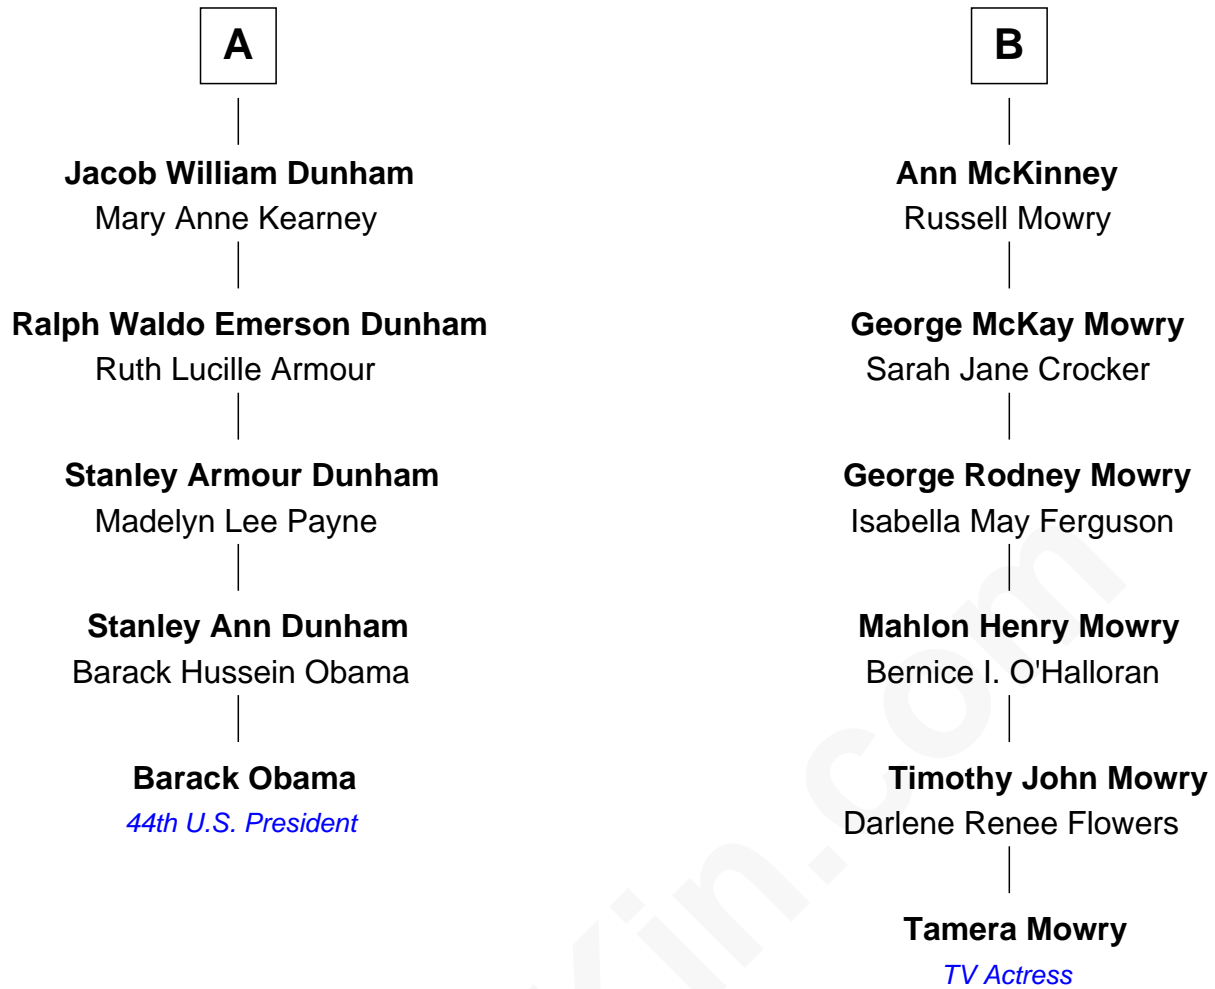 A
Jacob William Dunham
Mary Anne Kearney
Ralph Waldo Emerson Dunham
Ruth Lucille Armour
Stanley Armour Dunham
Madelyn Lee Payne
Stanley Ann Dunham
Barack Hussein Obama
Barack Obama
44th U.S. President
B
Ann McKinney
Russell Mowry
George McKay Mowry
Sarah Jane Crocker
George Rodney Mowry
Isabella May Ferguson
Mahlon Henry Mowry
Bernice I. O'Halloran
Timothy John Mowry
Darlene Renee Flowers
Tamera Mowry
TV Actress
Kin.com